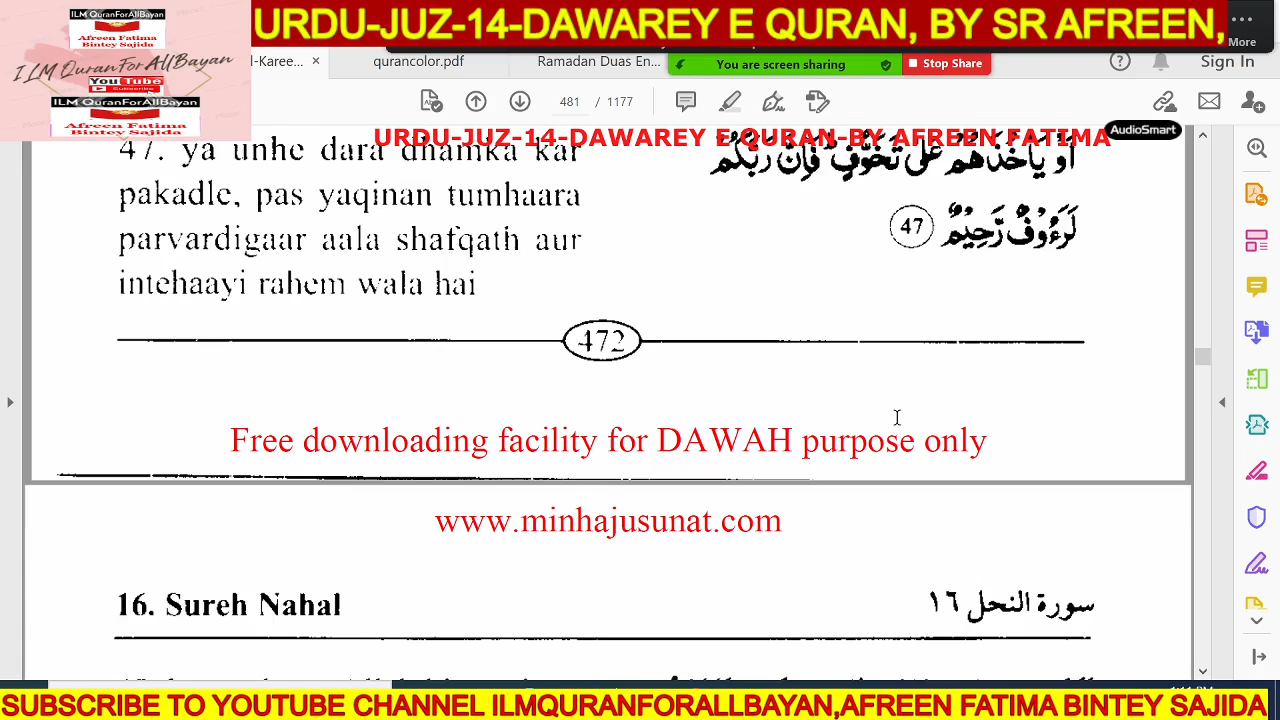 ILM QuranForAllBayan
Afreen Fatima
Bintey Sajida
ILM QuranForAllBayan
YouTube
Subscribe
ILM QuranForAllBayan
Afreen Fatima
Bintey Sajida
URDU-JUZ-14-DAWAREY E QURAN, BY SR AFREEN,
More
l-Karee... ×
qurancolor.pdf
Ramadan Duas En...
You are screen sharing
Stop Share
Sign In
481 / 1177
URDU-JUZ-14-DAWAREY E QURAN-BY AFREEN FATIMA
AudioSmart
47. ya unhe dara dhamka kar
pakadle, pas yaqinan tumhaara
parvardigaar aala shafqath aur
intehaayi rahem wala hai
أَوْ يَأْخُذَهُمْ عَلَىٰ تَخَوُّفٍ فَإِنَّ رَبَّكُمْ
لَرَءُوفٌ رَّحِيمٌ 47
472
Free downloading facility for DAWAH purpose only
www.minhajusunat.com
16. Sureh Nahal
سورة النحل ١٦
SUBSCRIBE TO YOUTUBE CHANNEL ILMQURANFORALLBAYAN,AFREEN FATIMA BINTEY SAJIDA